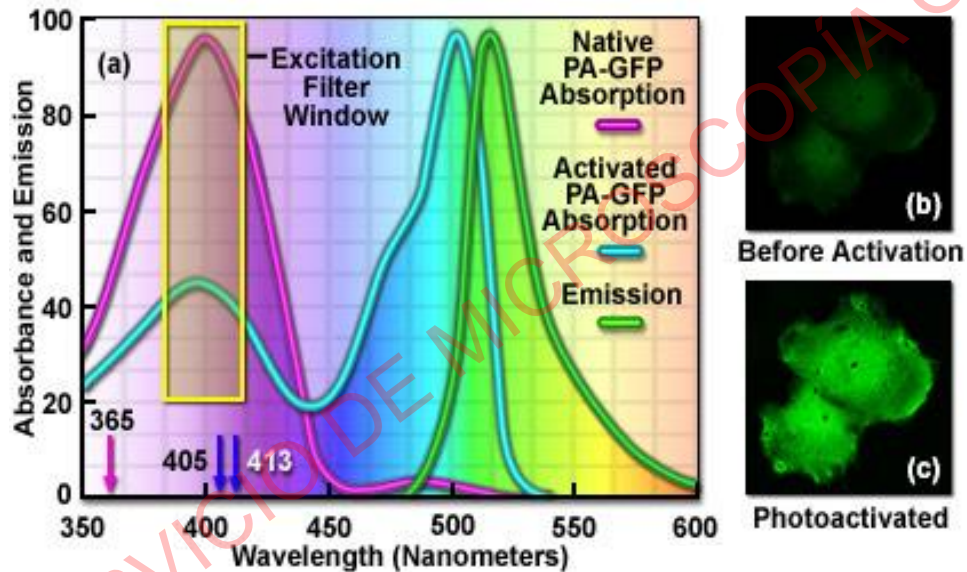 100
80
60
40
20
0
Absorbance and Emission
(a)
Excitation
Filter
Window
Native
PA-GFP
Absorption
Activated
PA-GFP
Absorption
Emission
365
405
413
350 400 450 500 550 600
Wavelength (Nanometers)
(b)
Before Activation
(c)
Photoactivated
VICIO DE MICROSCOPÍA